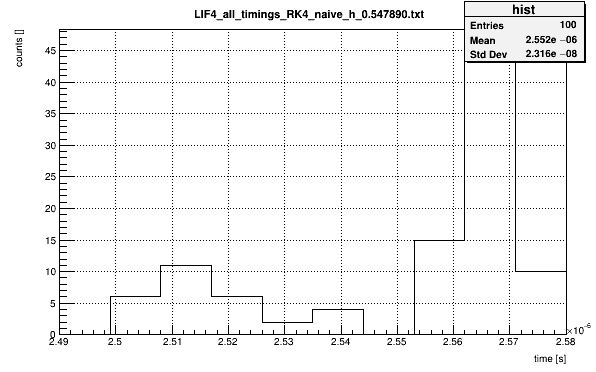 LIF4_all_timings_RK4_naive_h_0.547890.txt
hist
Entries 100
Mean 2.552e −06
Std Dev 2.316e −08
counts []
45
40
35
30
25
20
15
10
5
0
2.49 2.5 2.51 2.52 2.53 2.54 2.55 2.56 2.57 2.58
×10⁻⁶
time [s]